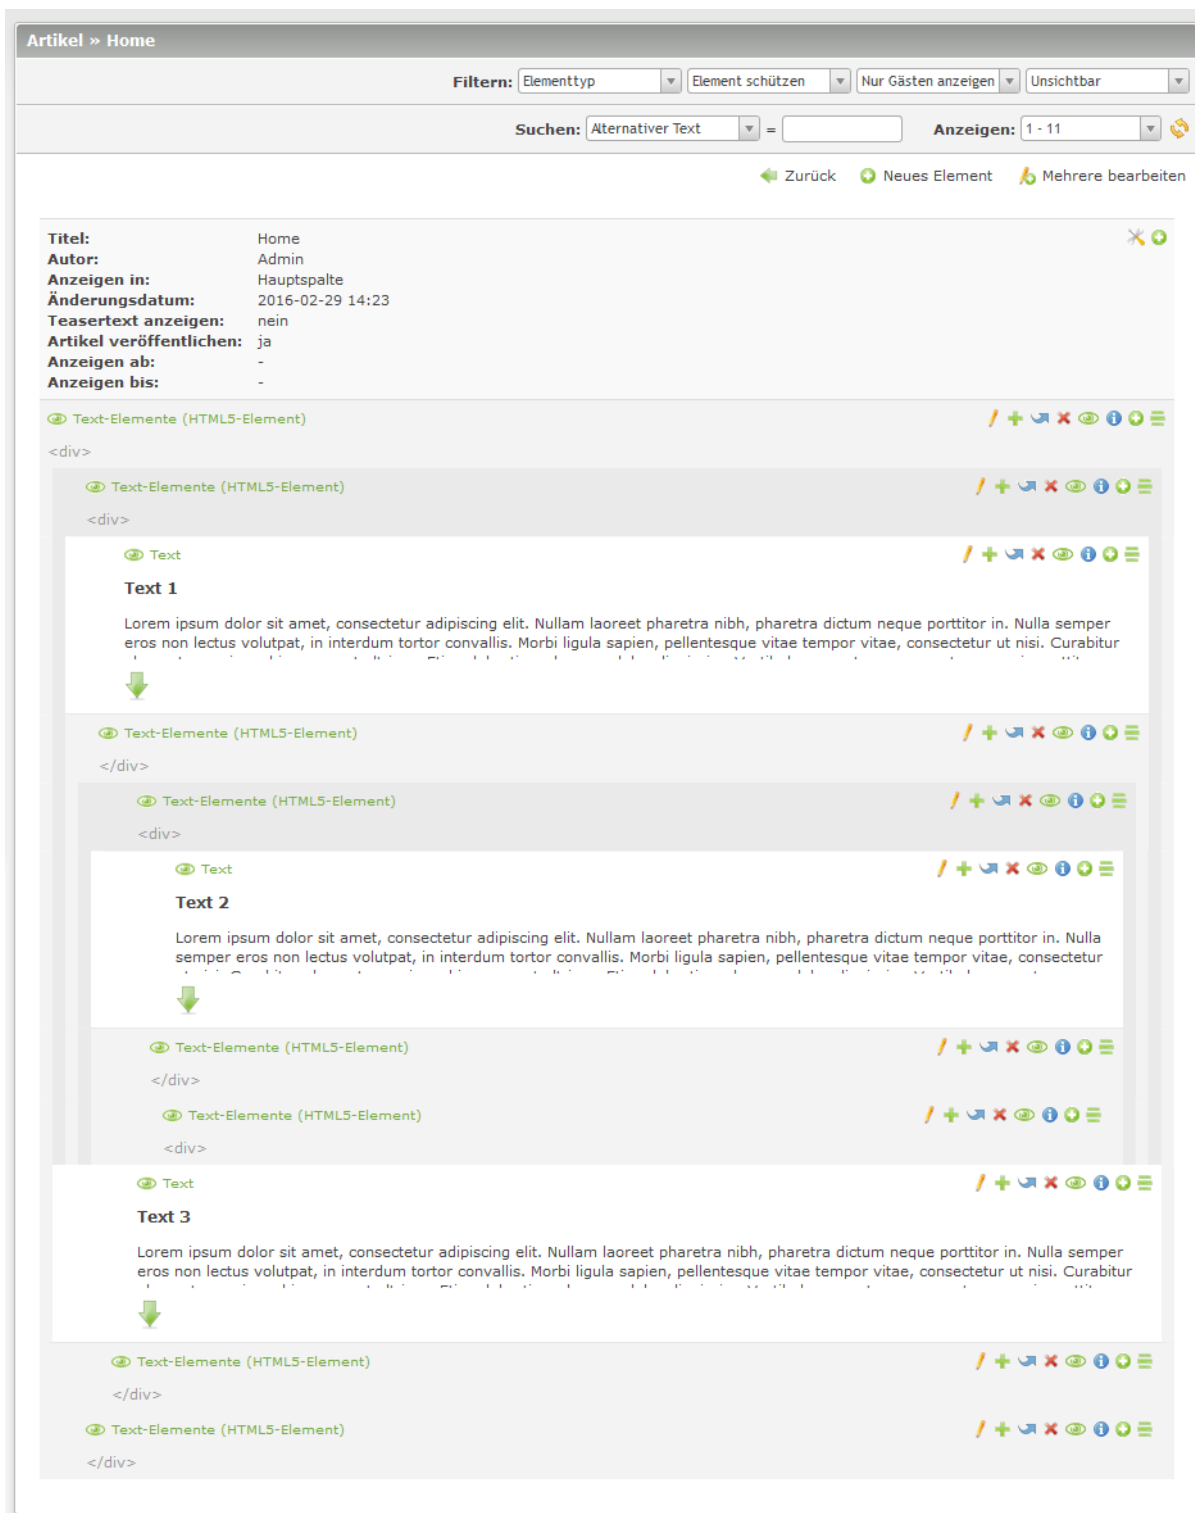 Artikel » Home
Filtern: Elementtyp Element schützen Nur Gästen anzeigen Unsichtbar
Suchen: Alternativer Text = Anzeigen: 1 - 11
Zurück Neues Element Mehrere bearbeiten
Titel: Home
Autor: Admin
Anzeigen in: Hauptspalte
Änderungsdatum: 2016-02-29 14:23
Teasertext anzeigen: nein
Artikel veröffentlichen: ja
Anzeigen ab: -
Anzeigen bis: -
Text-Elemente (HTML5-Element)
<div>
Text-Elemente (HTML5-Element)
<div>
Text
Text 1
Lorem ipsum dolor sit amet, consectetur adipiscing elit. Nullam laoreet pharetra nibh, pharetra dictum neque porttitor in. Nulla semper
eros non lectus volutpat, in interdum tortor convallis. Morbi ligula sapien, pellentesque vitae tempor vitae, consectetur ut nisi. Curabitur
Text-Elemente (HTML5-Element)
</div>
Text-Elemente (HTML5-Element)
<div>
Text
Text 2
Lorem ipsum dolor sit amet, consectetur adipiscing elit. Nullam laoreet pharetra nibh, pharetra dictum neque porttitor in. Nulla
semper eros non lectus volutpat, in interdum tortor convallis. Morbi ligula sapien, pellentesque vitae tempor vitae, consectetur
Text-Elemente (HTML5-Element)
</div>
Text-Elemente (HTML5-Element)
<div>
Text
Text 3
Lorem ipsum dolor sit amet, consectetur adipiscing elit. Nullam laoreet pharetra nibh, pharetra dictum neque porttitor in. Nulla semper
eros non lectus volutpat, in interdum tortor convallis. Morbi ligula sapien, pellentesque vitae tempor vitae, consectetur ut nisi. Curabitur
Text-Elemente (HTML5-Element)
</div>
Text-Elemente (HTML5-Element)
</div>